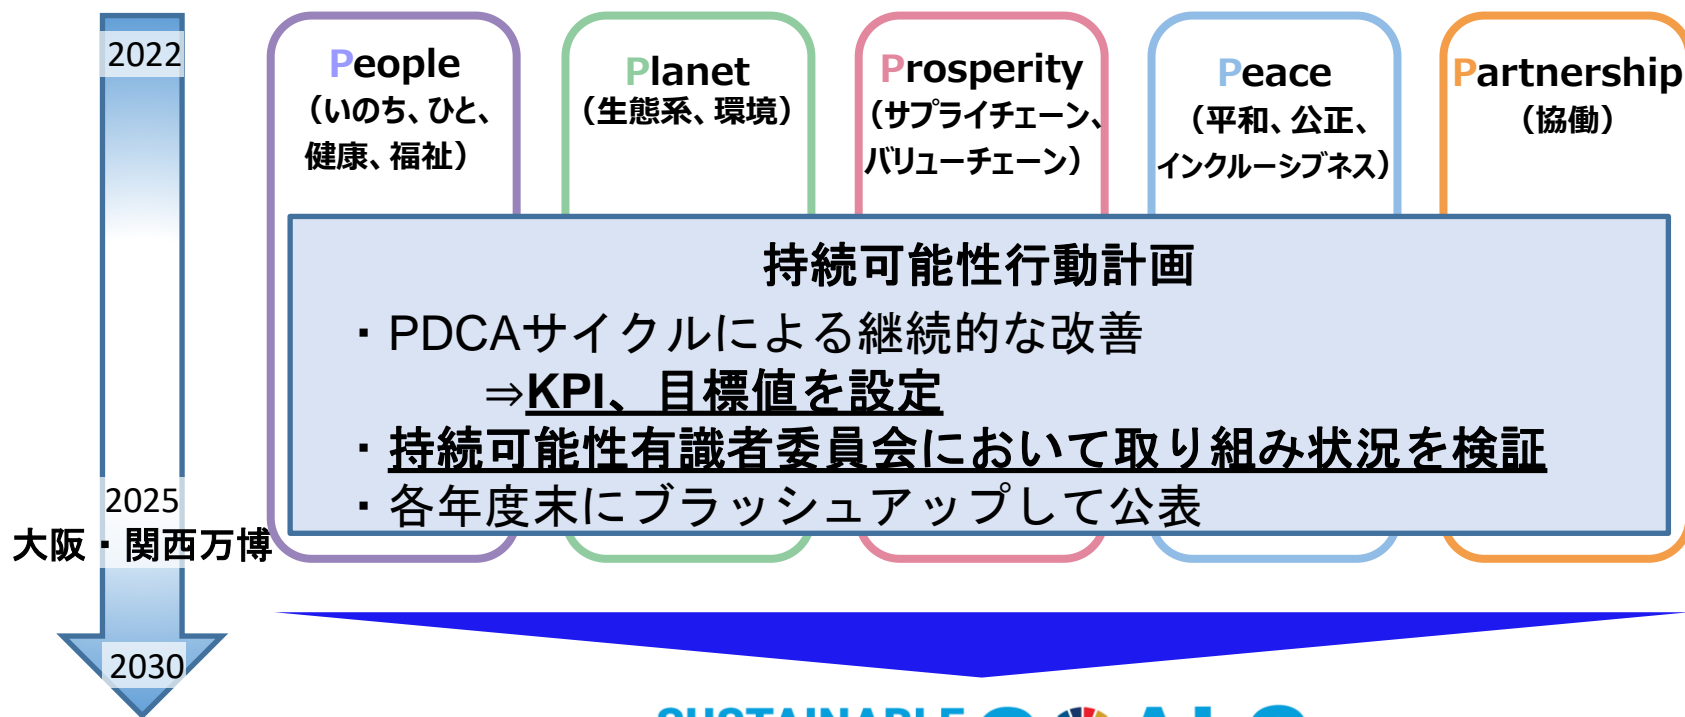 2022
People
（いのち、ひと、
健康、福祉）
Planet
（生態系、環境）
Prosperity
（サプライチェーン、
バリューチェーン）
Peace
（平和、公正、
インクルーシブネス）
Partnership
（協働）
持続可能性行動計画
・PDCAサイクルによる継続的な改善
⇒KPI、目標値を設定
・持続可能性有識者委員会において取り組み状況を検証
・各年度末にブラッシュアップして公表
2025
大阪・関西万博
2030
SUSTAINABLE GOALS